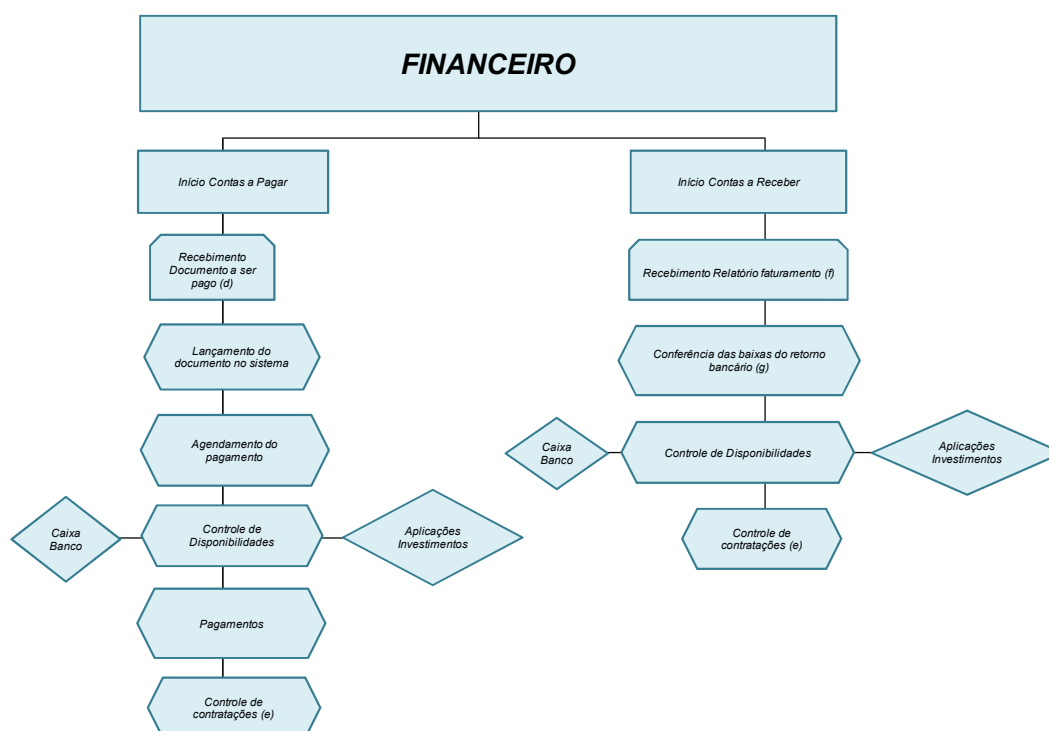 FINANCEIRO
Início Contas a Pagar
Recebimento
Documento a ser
pago (d)
Lançamento do
documento no sistema
Agendamento do
pagamento
Caixa
Banco
Controle de
Disponibilidades
Aplicações
Investimentos
Pagamentos
Controle de
contratações (e)
Início Contas a Receber
Recebimento Relatório faturamento (f)
Conferência das baixas do retorno
bancário (g)
Caixa
Banco
Controle de Disponibilidades
Aplicações
Investimentos
Controle de
contratações (e)